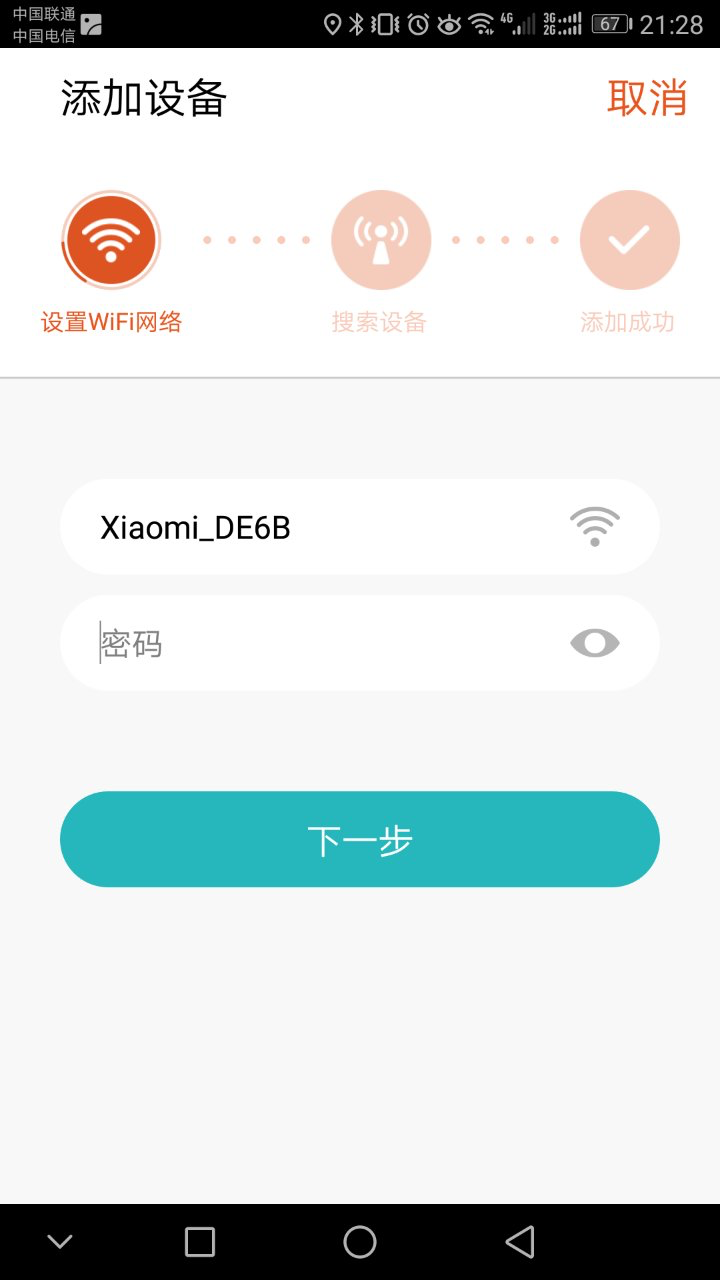 中国联通
中国电信
4G
3G
2G
67
21:28
添加设备
取消
设置WiFi网络
搜索设备
添加成功
Xiaomi_DE6B
密码
下一步